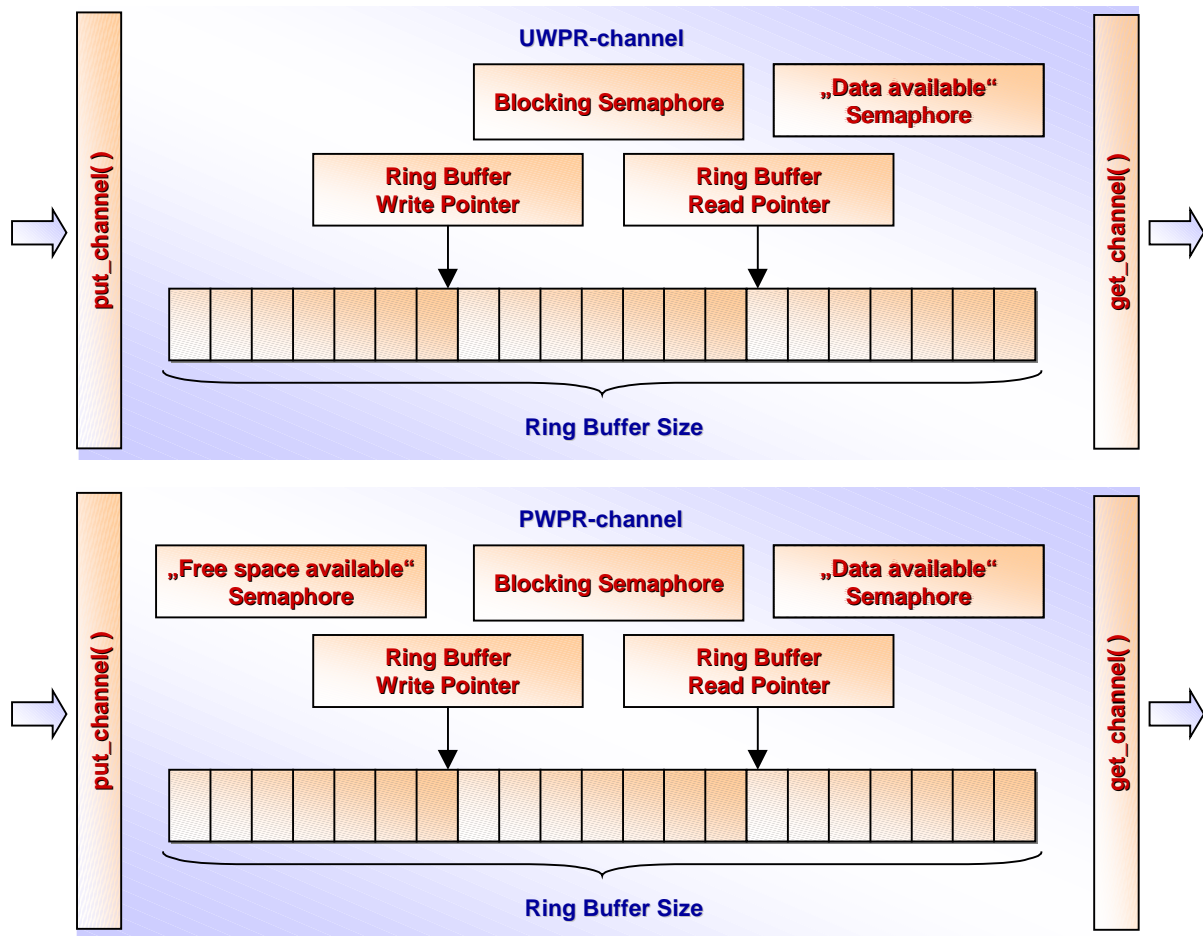 UWPR-channel
put_channel( )
Blocking Semaphore
„Data available“
Semaphore
Ring Buffer
Write Pointer
Ring Buffer
Read Pointer
get_channel( )
Ring Buffer Size
PWPR-channel
put_channel( )
„Free space available“
Semaphore
Blocking Semaphore
„Data available“
Semaphore
Ring Buffer
Write Pointer
Ring Buffer
Read Pointer
get_channel( )
Ring Buffer Size